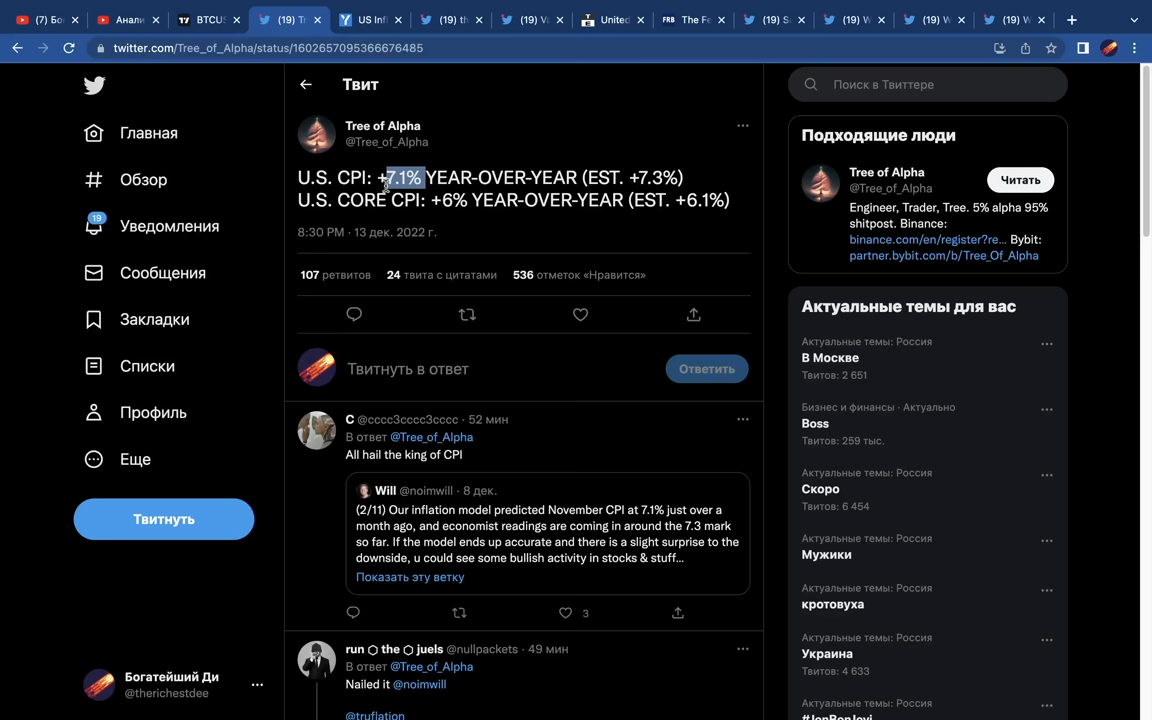 (7) Бог
Анали
BTCUS
(19) Tr
US Infl
(19) th
(19) Va
United
FRB The Fe
(19) S
(19) W
(19) W
(19) W
twitter.com/Tree_of_Alpha/status/1602657095366676485
Главная
Обзор
19
Уведомления
Сообщения
Закладки
Списки
Профиль
Еще
Твитнуть
Богатейший Ди
@therichestdee
Твит
Tree of Alpha
@Tree_of_Alpha
U.S. CPI: +7.1% YEAR-OVER-YEAR (EST. +7.3%)
U.S. CORE CPI: +6% YEAR-OVER-YEAR (EST. +6.1%)
8:30 PM · 13 дек. 2022 г.
107 ретвитов 24 твита с цитатами 536 отметок «Нравится»
Твитнуть в ответ
Ответить
C @cccc3cccc3cccc · 52 мин
В ответ @Tree_of_Alpha
All hail the king of CPI
Will @noimwill · 8 дек.
(2/11) Our inflation model predicted November CPI at 7.1% just over a
month ago, and economist readings are coming in around the 7.3 mark
so far. If the model ends up accurate and there is a slight surprise to the
downside, u could see some bullish activity in stocks & stuff...
Показать эту ветку
3
run ⬡ the ⬡ juels @nullpackets · 49 мин
В ответ @Tree_of_Alpha
Nailed it @noimwill
@truflation
Поиск в Твиттере
Подходящие люди
Tree of Alpha
@Tree_of_Alpha
Читать
Engineer, Trader, Tree. 5% alpha 95%
shitpost. Binance:
binance.com/en/register?re... Bybit:
partner.bybit.com/b/Tree_Of_Alpha
Актуальные темы для вас
Актуальные темы: Россия
В Москве
Твитов: 2 651
Бизнес и финансы · Актуально
Boss
Твитов: 259 тыс.
Актуальные темы: Россия
Скоро
Твитов: 6 454
Актуальные темы: Россия
Мужики
Актуальные темы: Россия
кротовуха
Актуальные темы: Россия
Украина
Твитов: 4 633
Актуальные темы: Россия
#JonBonJovi